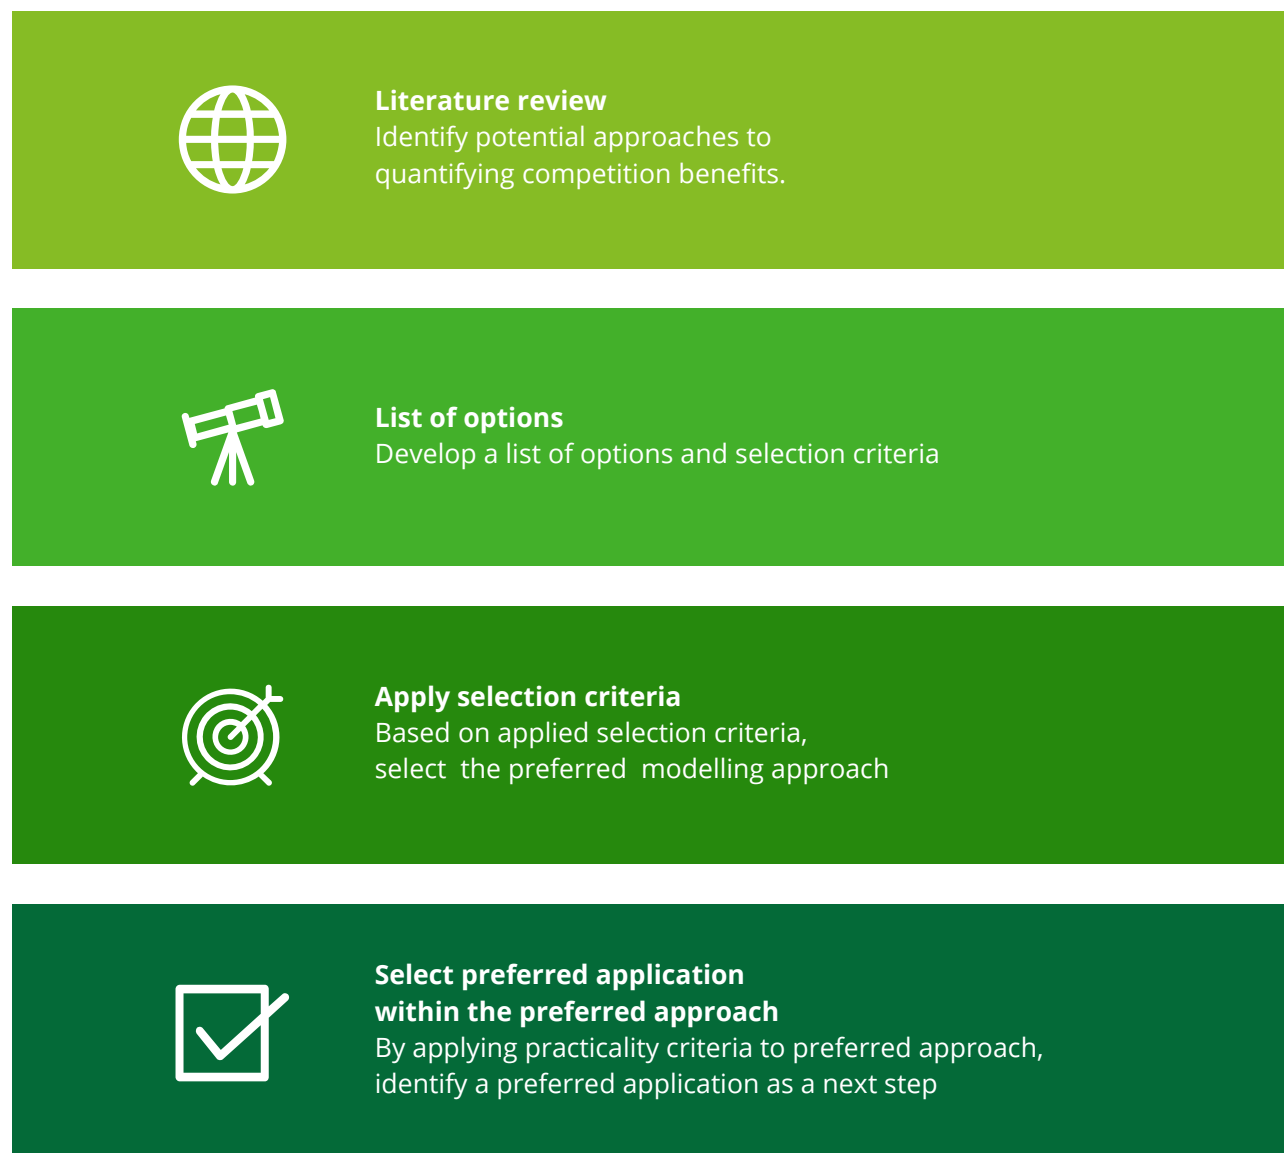 Literature review
Identify potential approaches to
quantifying competition benefits.
List of options
Develop a list of options and selection criteria
Apply selection criteria
Based on applied selection criteria,
select  the preferred  modelling approach
Select preferred application
within the preferred approach
By applying practicality criteria to preferred approach,
identify a preferred application as a next step